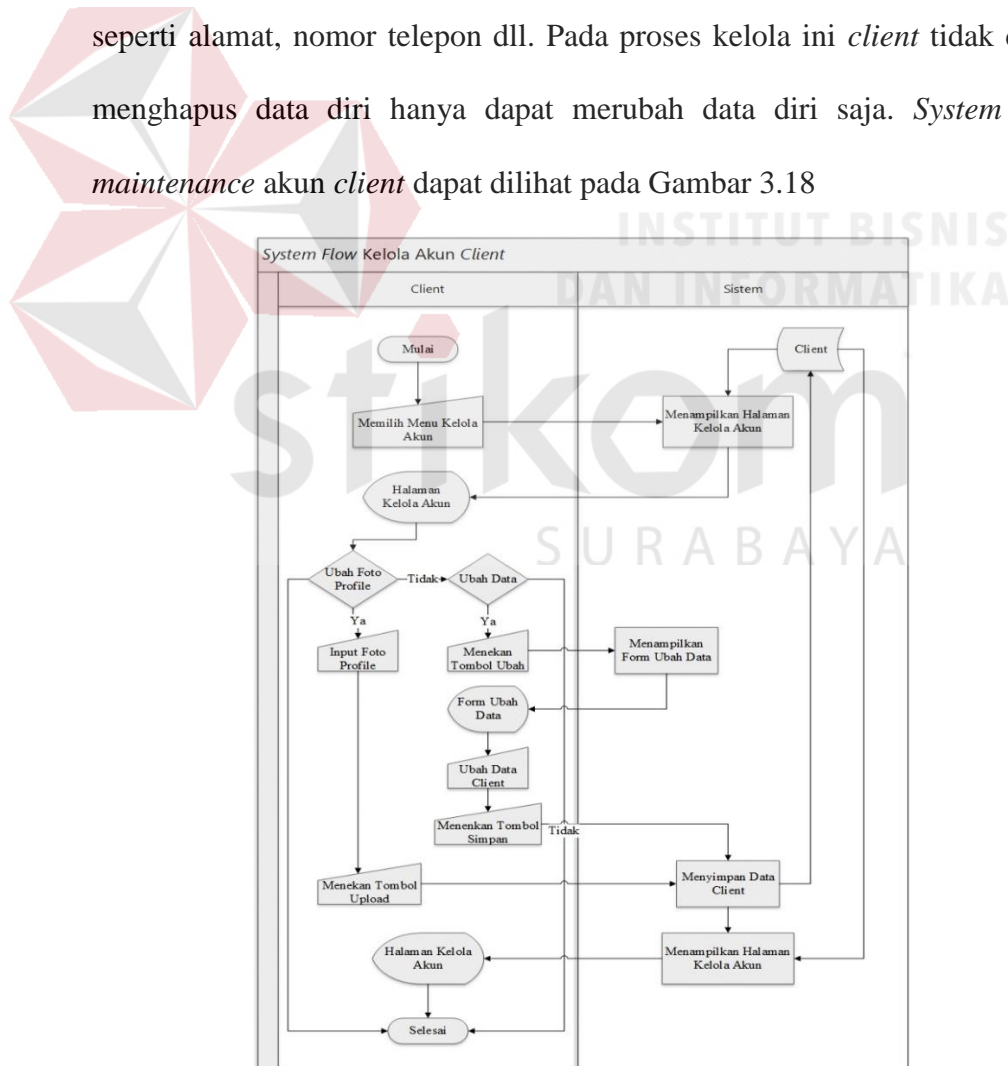 seperti alamat, nomor telepon dll. Pada proses kelola ini client tidak
menghapus data diri hanya dapat merubah data diri saja. System
maintenance akun client dapat dilihat pada Gambar 3.18
INSTITUT BISNIS
DAN INFORMATIKA
stikom
SURABAYA
System Flow Kelola Akun Client
Client
Sistem
Mulai
Client
Memilih Menu Kelola
Akun
Menampilkan Halaman
Kelola Akun
Halaman
Kelola Akun
Ubah Foto
Profile
Tidak
Ubah Data
Ya
Ya
Input Foto
Profile
Menekan
Tombol Ubah
Menampilkan
Form Ubah Data
Form Ubah
Data
Ubah Data
Client
Menenkan Tombol
Simpan
Tidak
Menekan Tombol
Upload
Menyimpan Data
Client
Halaman Kelola
Akun
Menampilkan Halaman
Kelola Akun
Selesai